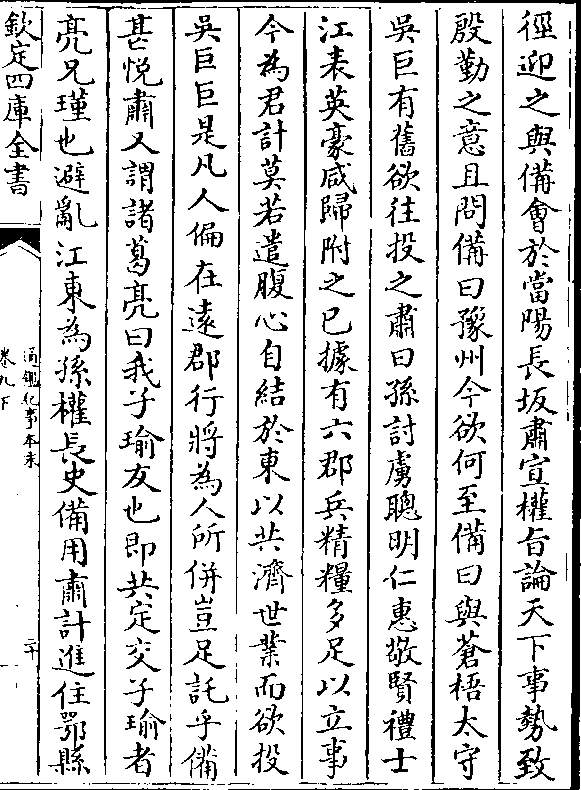 徑迎之與備會於當陽長坂肅宣權旨論天下事勢致
殷勤之意且問備曰豫州今欲何至備曰與蒼梧太守
吳巨有舊欲往投之肅曰孫討虜聰明仁惠敬賢禮士
江表英豪咸歸附之已據有六郡兵精糧多足以立事
今為君計莫若遣腹心自結於東以共濟世業而欲投
吳巨巨是凡人偏在遠郡行將為人所併豈足託乎備
甚悅肅又謂諸葛亮曰我子瑜友也即共定交子瑜者
亮兄瑾也避亂江東為孫權長史備用肅計進住鄂縣
欽定四庫全書
通鑑紀事本末
卷九下
二十